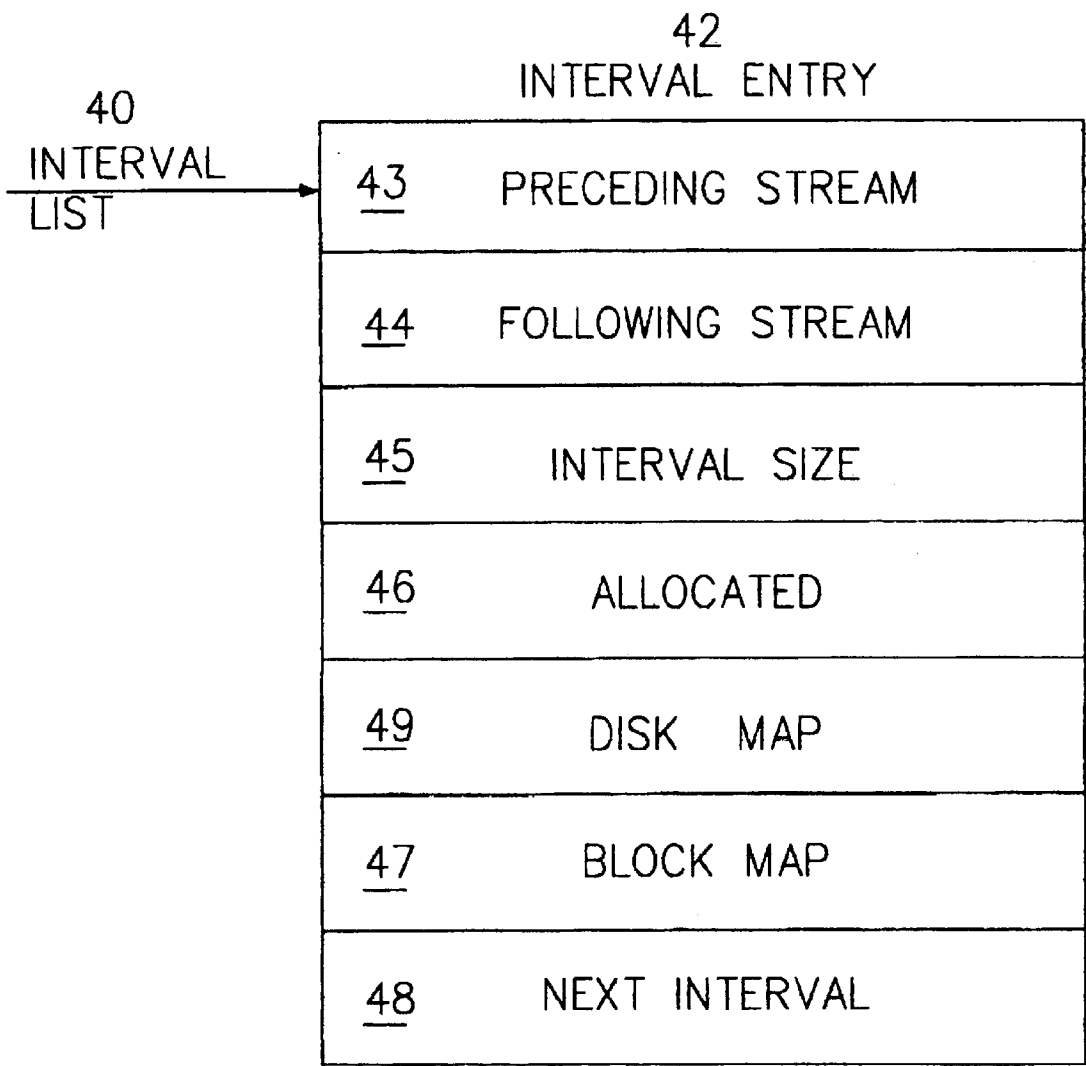 42
INTERVAL ENTRY
40
INTERVAL
LIST
43 PRECEDING STREAM
44 FOLLOWING STREAM
45 INTERVAL SIZE
46 ALLOCATED
49 DISK MAP
47 BLOCK MAP
48 NEXT INTERVAL